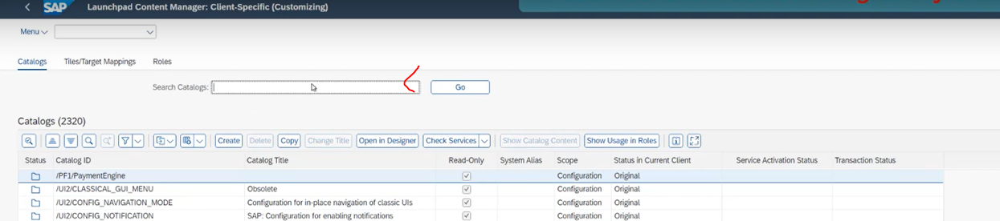 SAP Launchpad Content Manager: Client-Specific (Customizing)
Menu
Catalogs Tiles/Target Mappings Roles
Search Catalogs: Go
Catalogs (2320)
Create Delete Copy Change Title Open in Designer Check Services Show Catalog Content Show Usage in Roles
Status Catalog ID Catalog Title Read-Only System Alias Scope Status in Current Client Service Activation Status Transaction Status
/PF1/PaymentEngine Configuration Original
/UI2/CLASSICAL_GUI_MENU Obsolete Configuration Original
/UI2/CONFIG_NAVIGATION_MODE Configuration for in-place navigation of classic UIs Configuration Original
/UI2/CONFIG_NOTIFICATION SAP: Configuration for enabling notifications Configuration Original